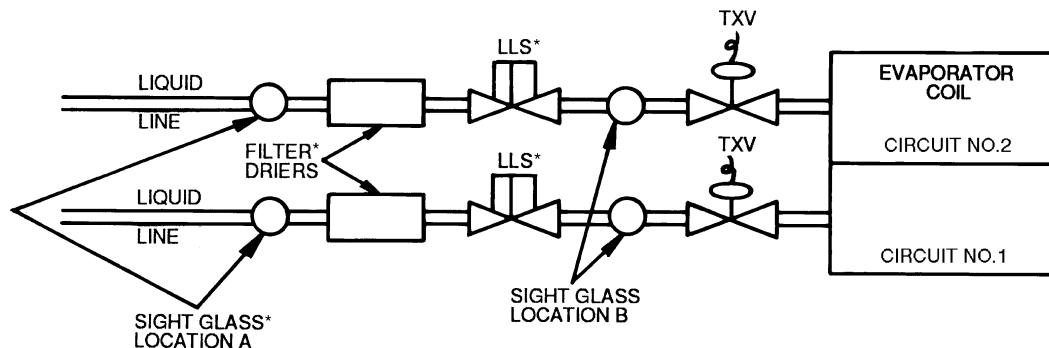 TXV
LLS*
LIQUID
LINE
EVAPORATOR
COIL
CIRCUIT NO.2
FILTER*
DRIERS
TXV
LLS*
LIQUID
LINE
CIRCUIT NO.1
SIGHT GLASS*
LOCATION A
SIGHT GLASS
LOCATION B